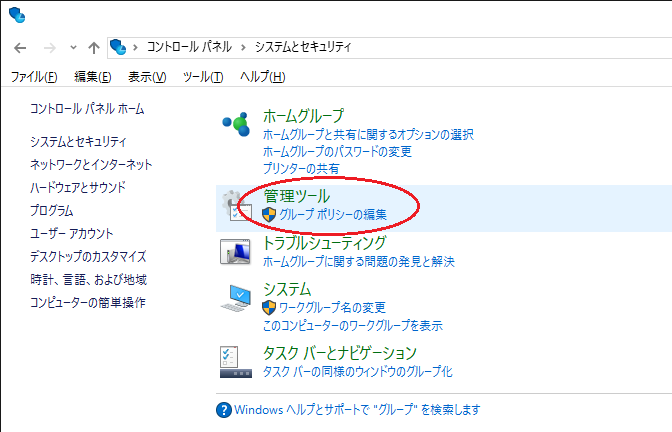 コントロール パネル › システムとセキュリティ
ファイル(F) 編集(E) 表示(V) ツール(T) ヘルプ(H)
コントロール パネル ホーム
システムとセキュリティ
ネットワークとインターネット
ハードウェアとサウンド
プログラム
ユーザー アカウント
デスクトップのカスタマイズ
時計、言語、および地域
コンピューターの簡単操作
ホームグループ
ホームグループと共有に関するオプションの選択
ホームグループのパスワードの変更
プリンターの共有
管理ツール
グループ ポリシーの編集
トラブルシューティング
ホームグループに関する問題の発見と解決
システム
ワークグループ名の変更
このコンピューターのワークグループを表示
タスク バーとナビゲーション
タスク バーの同様のウィンドウのグループ化
Windows ヘルプとサポートで "グループ" を検索します